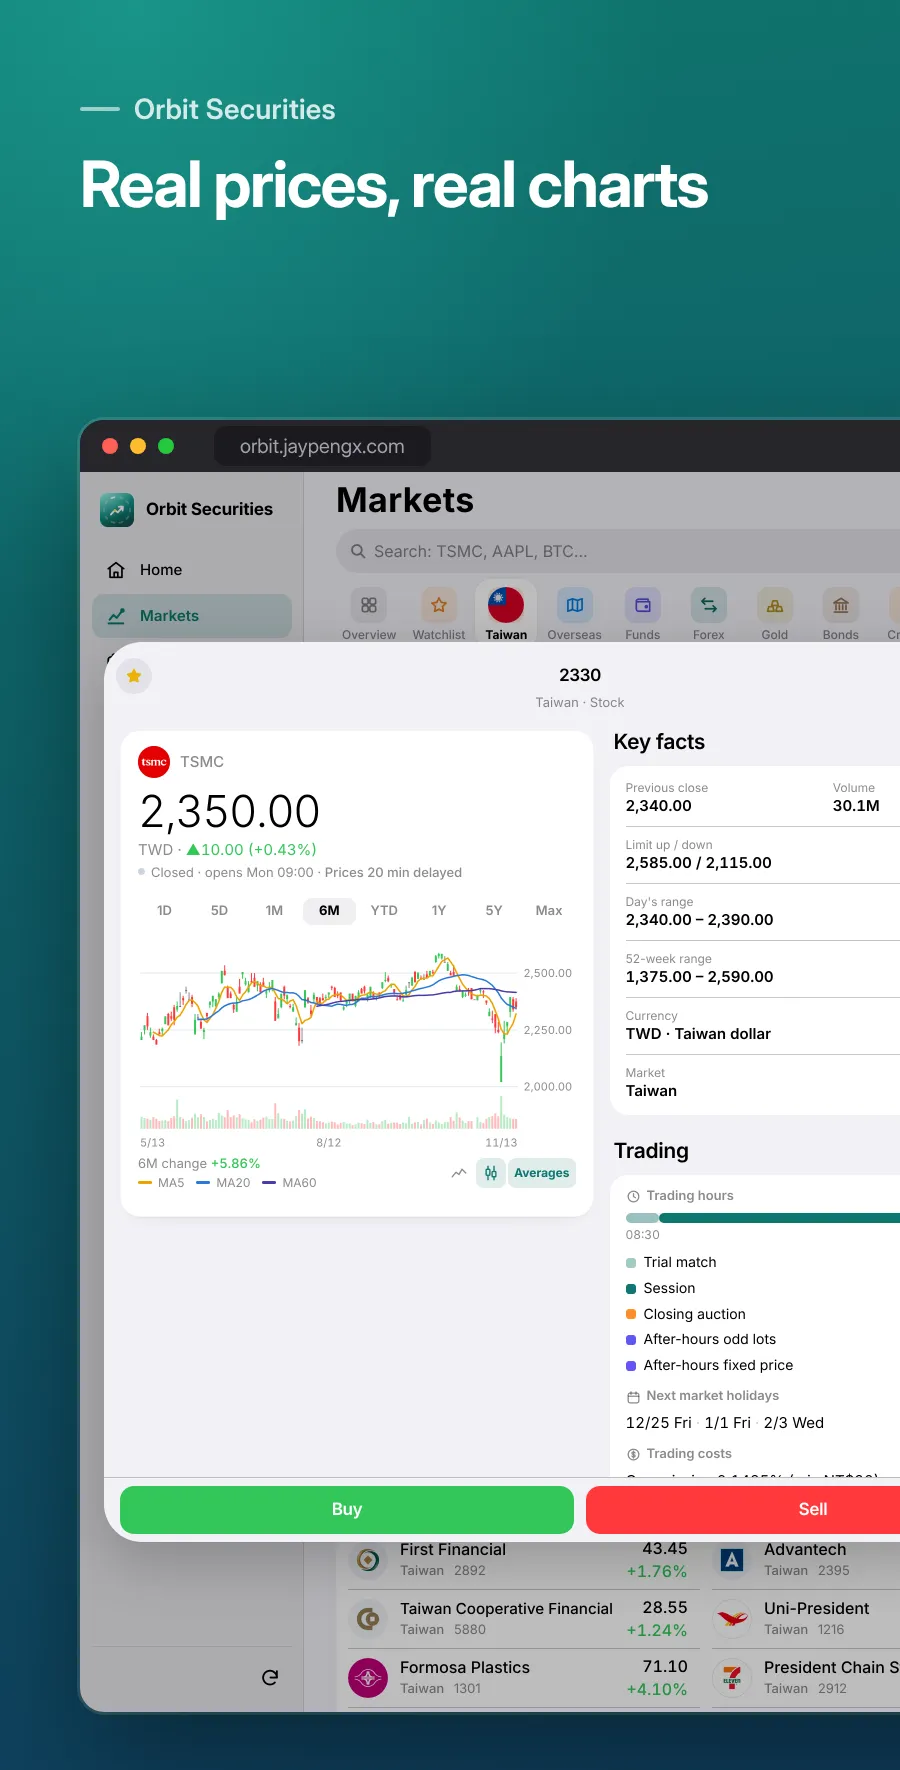 Orbit Securities
Real prices, real charts
orbit.jaypengx.com
Orbit Securities
Home
Markets
Markets
Search: TSMC, AAPL, BTC...
Overview Watchlist Taiwan Overseas Funds Forex Gold Bonds
2330
Taiwan · Stock
tsmc TSMC
2,350.00
TWD · ▲10.00 (+0.43%)
Closed · opens Mon 09:00 · Prices 20 min delayed
1D 5D 1M 6M YTD 1Y 5Y Max
2,500.00
2,250.00
2,000.00
5/13 8/12 11/13
6M change +5.86%
MA5 MA20 MA60
Averages
Key facts
Previous close Volume
2,340.00 30.1M
Limit up / down
2,585.00 / 2,115.00
Day's range
2,340.00 – 2,390.00
52-week range
1,375.00 – 2,590.00
Currency
TWD · Taiwan dollar
Market
Taiwan
Trading
Trading hours
08:30
Trial match
Session
Closing auction
After-hours odd lots
After-hours fixed price
Next market holidays
12/25 Fri · 1/1 Fri · 2/3 Wed
Trading costs
Buy Sell
First Financial 43.45
Taiwan 2892 +1.76%
Advantech
Taiwan 2395
Taiwan Cooperative Financial 28.55
Taiwan 5880 +1.24%
Uni-President
Taiwan 1216
Formosa Plastics 71.10
Taiwan 1301 +4.10%
ELEVEN
President Chain S
Taiwan 2912